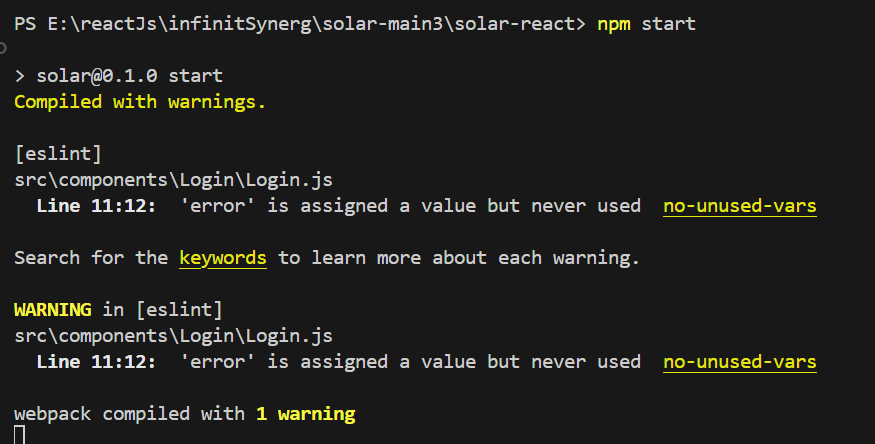 PS E:\reactJs\infinitSynerg\solar-main3\solar-react> npm start
> solar@0.1.0 start
Compiled with warnings.
[eslint]
src\components\Login\Login.js
Line 11:12: 'error' is assigned a value but never used no-unused-vars
Search for the keywords to learn more about each warning.
WARNING in [eslint]
src\components\Login\Login.js
Line 11:12: 'error' is assigned a value but never used no-unused-vars
webpack compiled with 1 warning